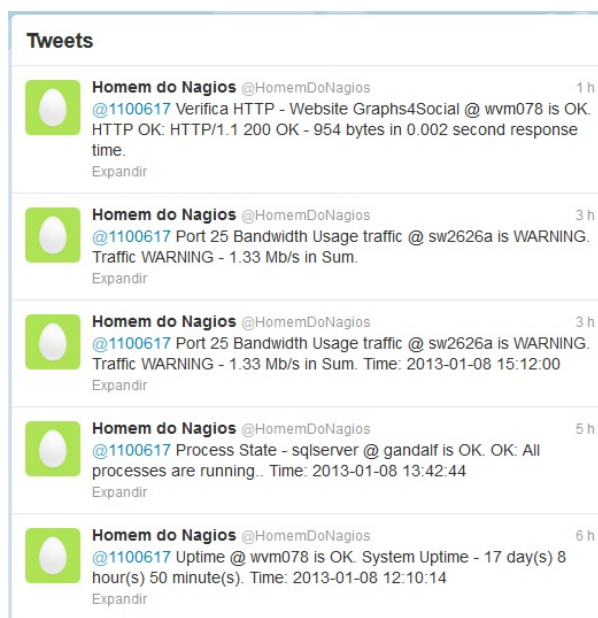 Tweets
Homem do Nagios @HomemDoNagios 1 h
@1100617 Verifica HTTP - Website Graphs4Social @ wvm078 is OK.
HTTP OK: HTTP/1.1 200 OK - 954 bytes in 0.002 second response
time.
Expandir
Homem do Nagios @HomemDoNagios 3 h
@1100617 Port 25 Bandwidth Usage traffic @ sw2626a is WARNING.
Traffic WARNING - 1.33 Mb/s in Sum.
Expandir
Homem do Nagios @HomemDoNagios 3 h
@1100617 Port 25 Bandwidth Usage traffic @ sw2626a is WARNING.
Traffic WARNING - 1.33 Mb/s in Sum. Time: 2013-01-08 15:12:00
Expandir
Homem do Nagios @HomemDoNagios 5 h
@1100617 Process State - sqlserver @ gandalf is OK. OK: All
processes are running.. Time: 2013-01-08 13:42:44
Expandir
Homem do Nagios @HomemDoNagios 6 h
@1100617 Uptime @ wvm078 is OK. System Uptime - 17 day(s) 8
hour(s) 50 minute(s). Time: 2013-01-08 12:10:14
Expandir